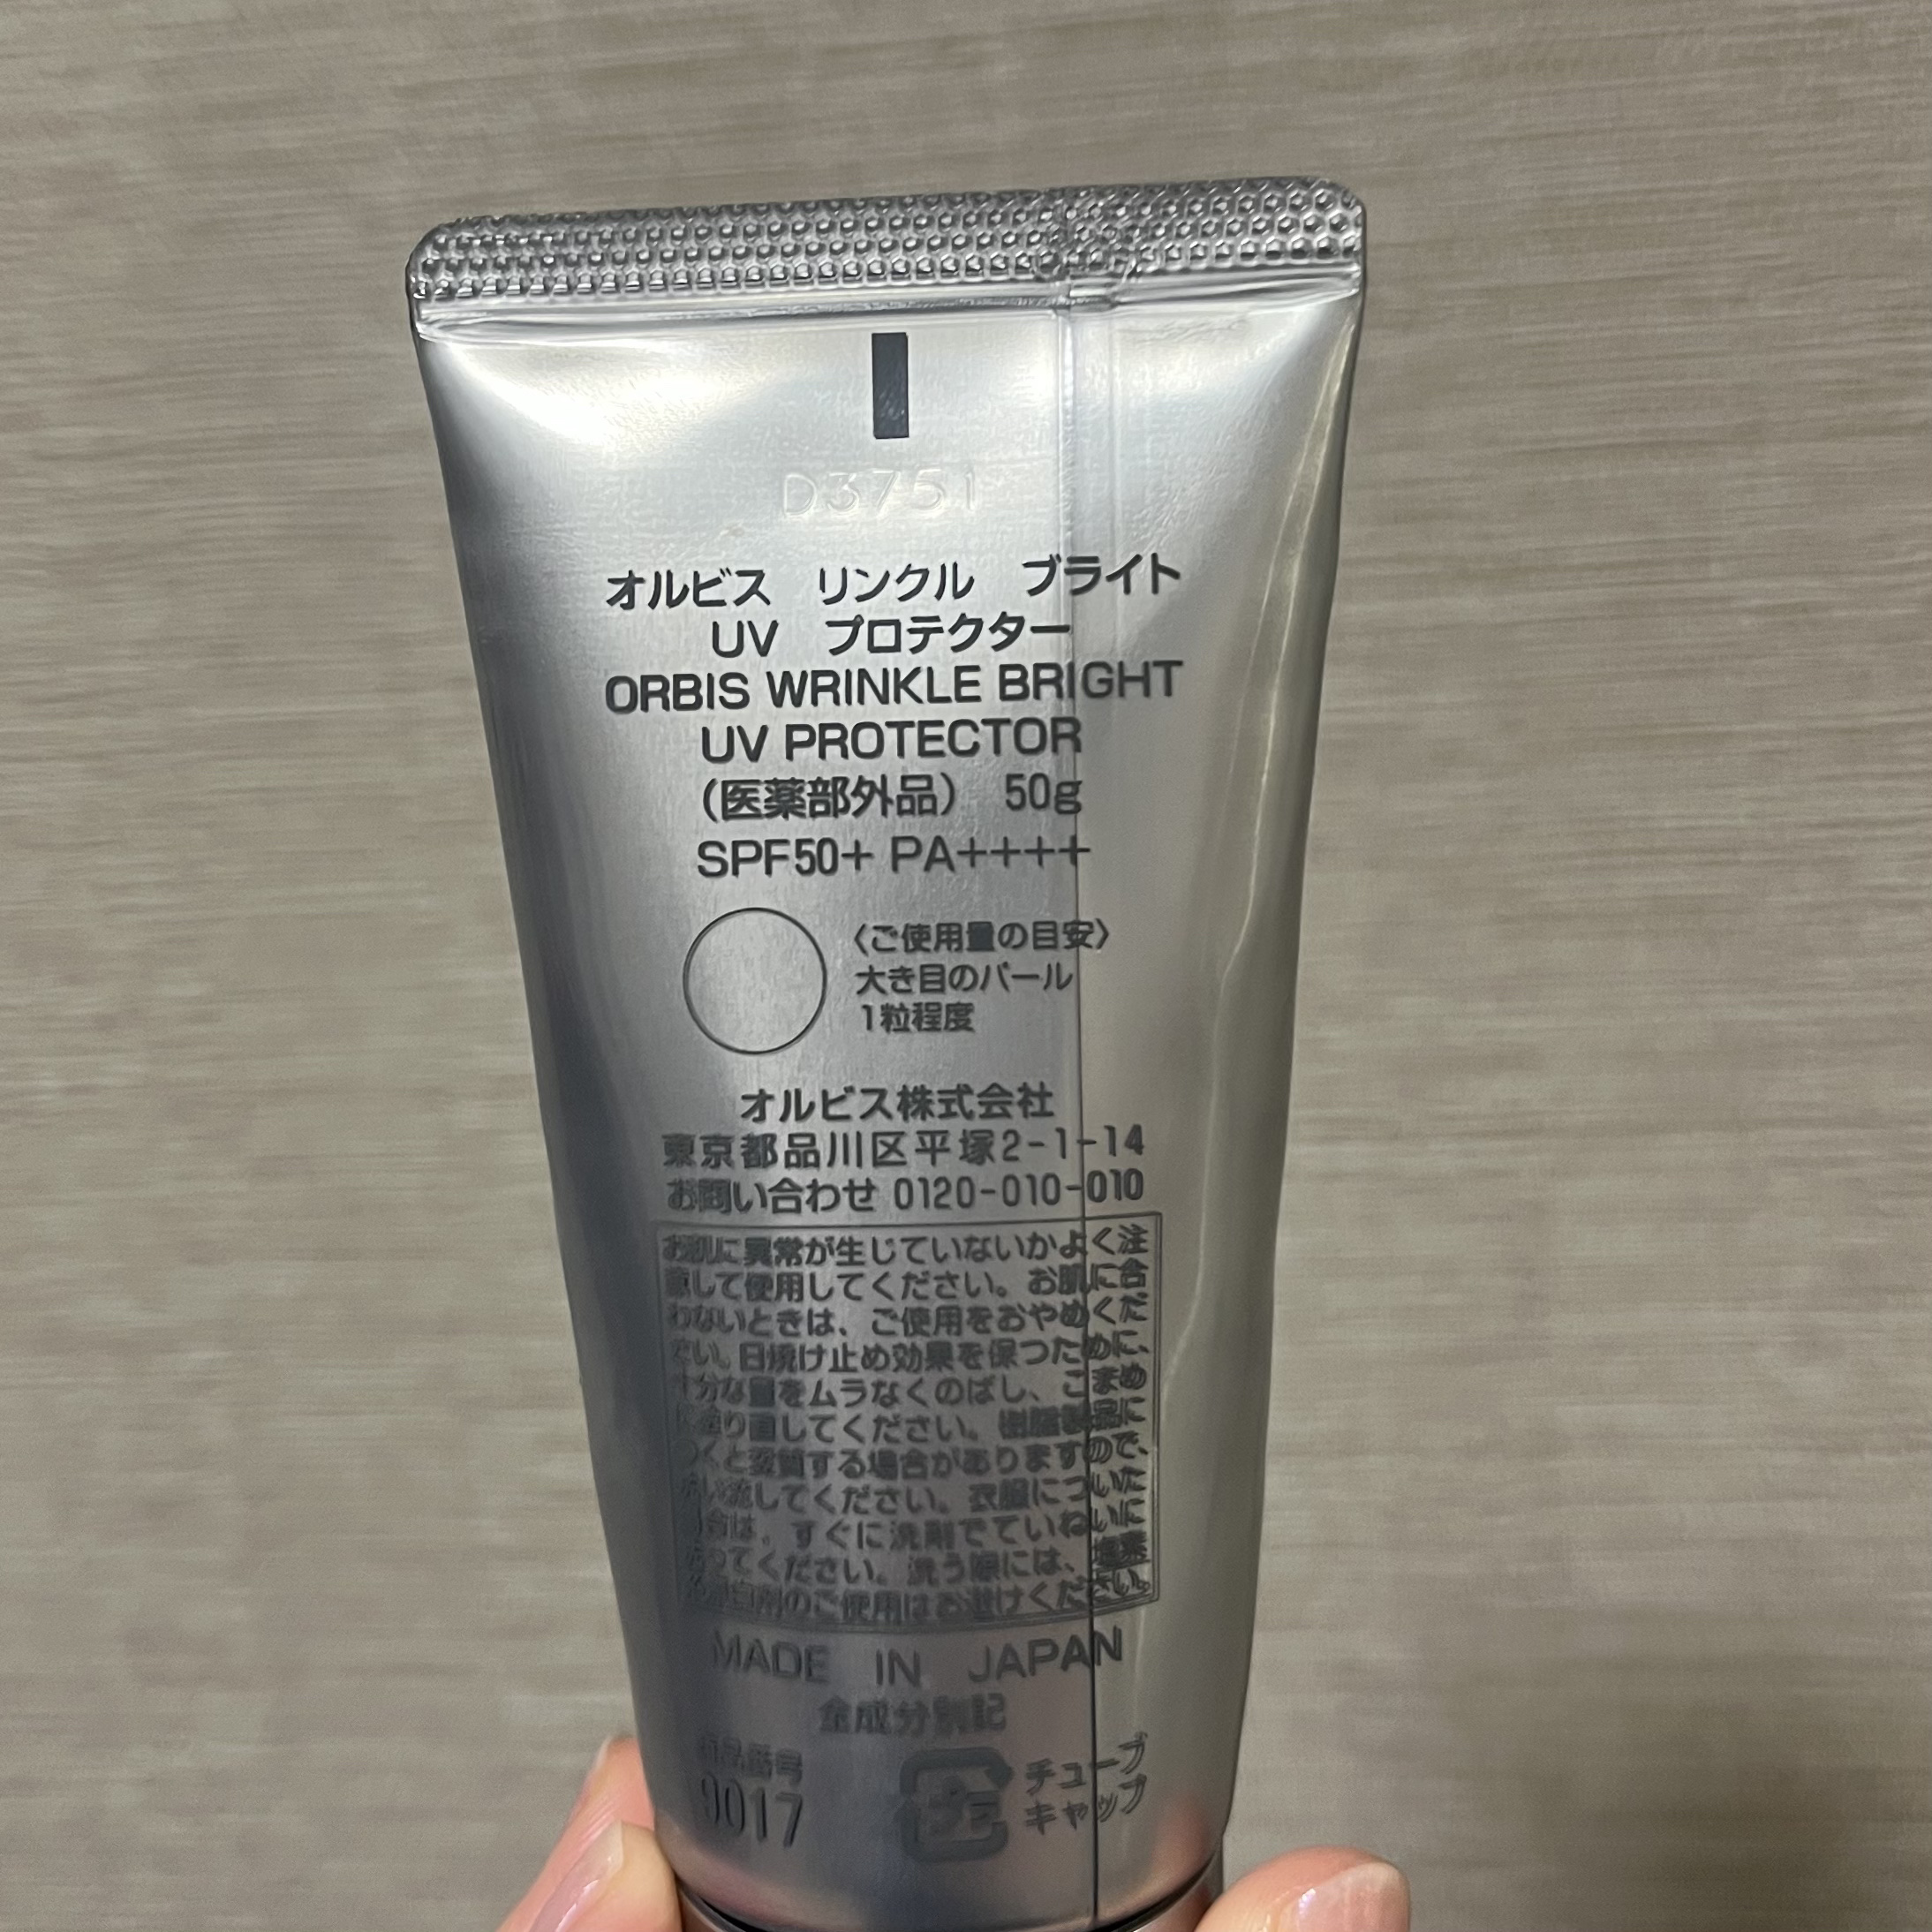 D3751
オルビス　リンクル　ブライト
UV　プロテクター
ORBIS WRINKLE BRIGHT
UV PROTECTOR
（医薬部外品）　50g
SPF50+ PA++++
〈ご使用量の目安〉
大き目のパール
1粒程度
オルビス株式会社
東京都品川区平塚2-1-14
お問い合わせ 0120-010-010
お肌に異常が生じていないかよく注
意して使用してください。お肌に合
わないときは、ご使用をおやめくだ
さい。日焼け止め効果を保つために、
十分な量をムラなくのばし、こまめ
に塗り直してください。樹脂製品に
つくと変質する場合がありますので、
洗い流してください。衣服についた
場合は、すぐに洗剤でていねいに
洗ってください。洗う際には、塩素
系漂白剤のご使用はお避けください。
MADE IN JAPAN
全成分別記
商品番号
9017
プラ
チューブ
キャップ